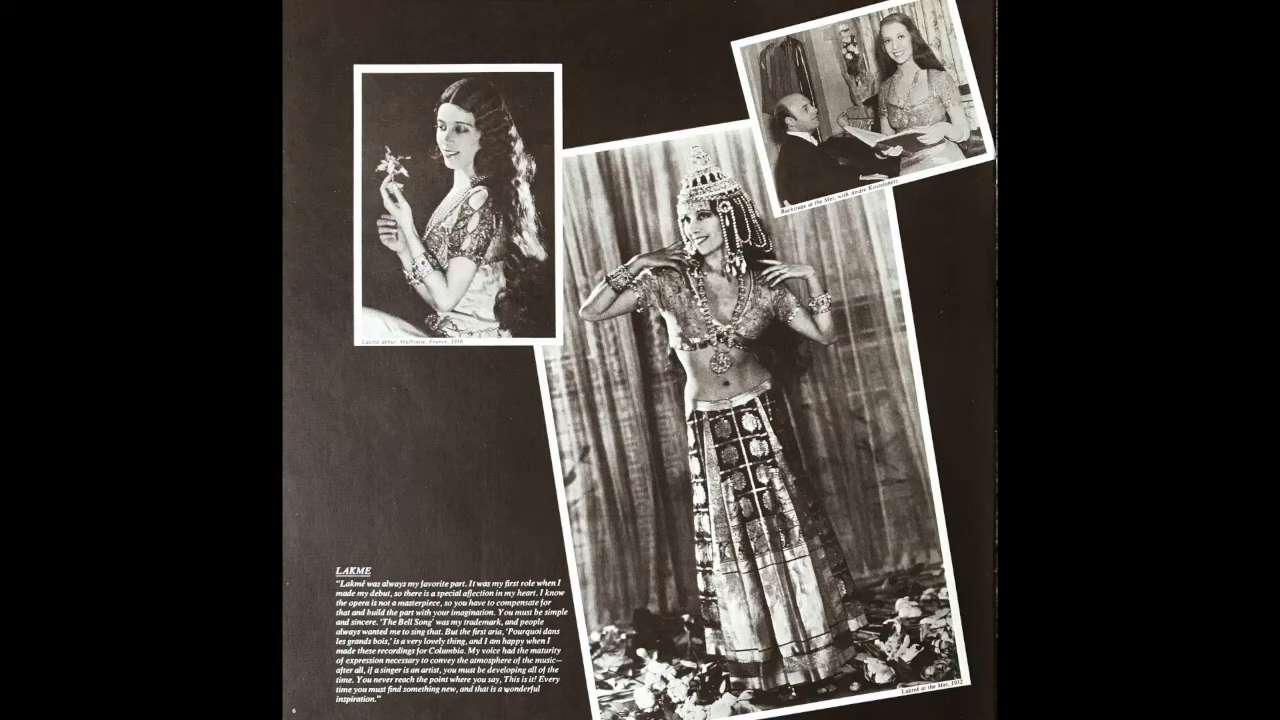 Backstage at the Met, with Andre Kostelanetz
Lakmé debut, Mulhouse, France, 1928
Lakmé at the Met, 1932
LAKME
"Lakmé was always my favorite part. It was my first role when I
made my debut, so there is a special affection in my heart. I know
the opera is not a masterpiece, so you have to compensate for
that and build the part with your imagination. You must be simple
and sincere. 'The Bell Song' was my trademark, and people
always wanted me to sing that. But the first aria, 'Pourquoi dans
les grands bois,' is a very lovely thing, and I am happy when I
made these recordings for Columbia. My voice had the maturity
of expression necessary to convey the atmosphere of the music—
after all, if a singer is an artist, you must be developing all of the
time. You never reach the point where you say, This is it! Every
time you must find something new, and that is a wonderful
inspiration."
6